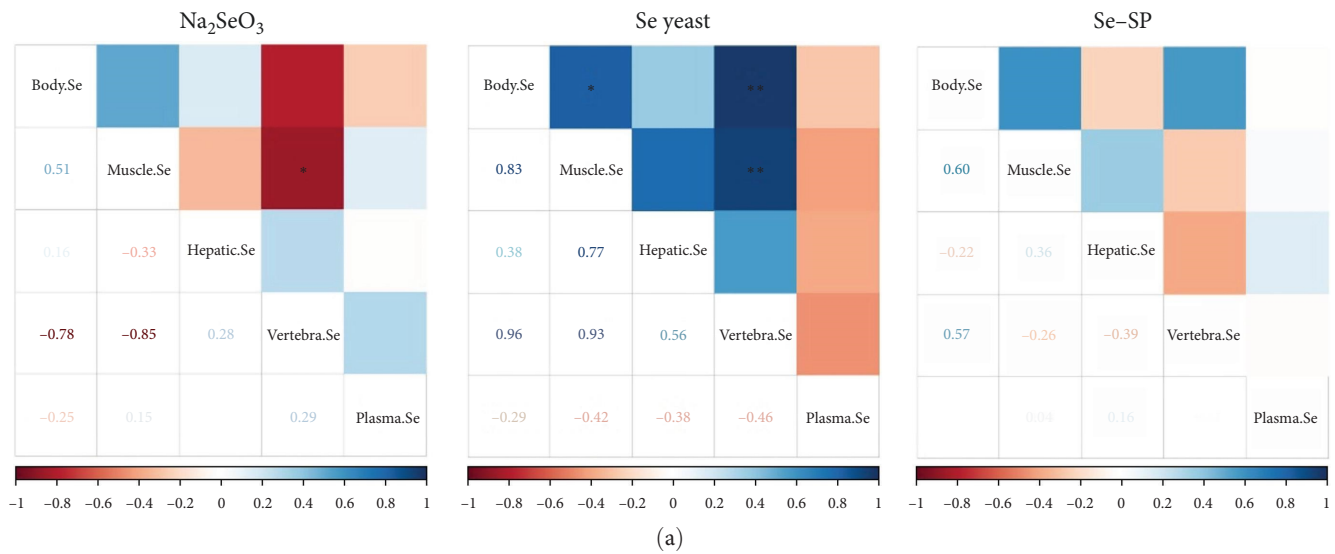 Na₂SeO₃ Se yeast Se–SP
Body.Se * ** Body.Se
Body.Se
0.51 Muscle.Se * 0.83 Muscle.Se ** 0.60 Muscle.Se
0.16 –0.33 Hepatic.Se 0.38 0.77 Hepatic.Se –0.22 0.36 Hepatic.Se
–0.78 –0.85 0.28 Vertebra.Se 0.96 0.93 0.56 Vertebra.Se 0.57 –0.26 –0.39 Vertebra.Se
–0.25 0.15 0.29 Plasma.Se –0.29 –0.42 –0.38 –0.46 Plasma.Se 0.04 0.16 Plasma.Se
–1 –0.8 –0.6 –0.4 –0.2 0 0.2 0.4 0.6 0.8 1 –1 –0.8 –0.6 –0.4 –0.2 0 0.2 0.4 0.6 0.8 1 –1 –0.8 –0.6 –0.4 –0.2 0 0.2 0.4 0.6 0.8 1
(a)